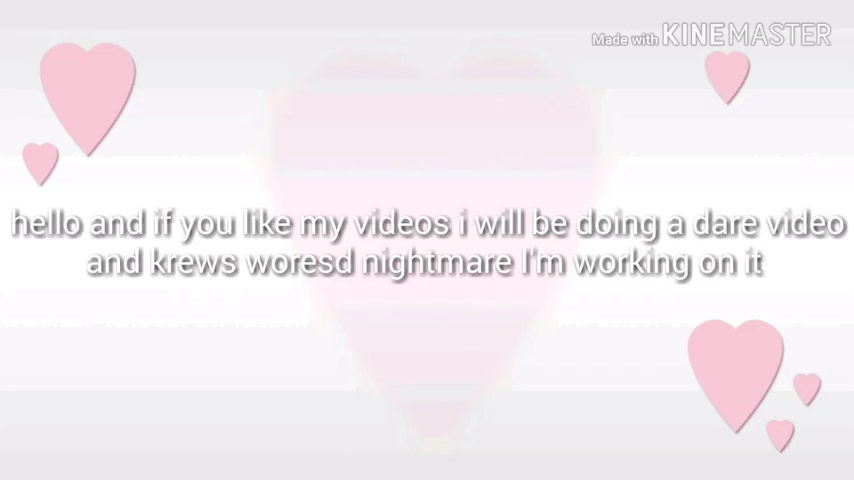 Made with KINEMASTER
hello and if you like my videos i will be doing a dare video
and krews woresd nightmare I'm working on it